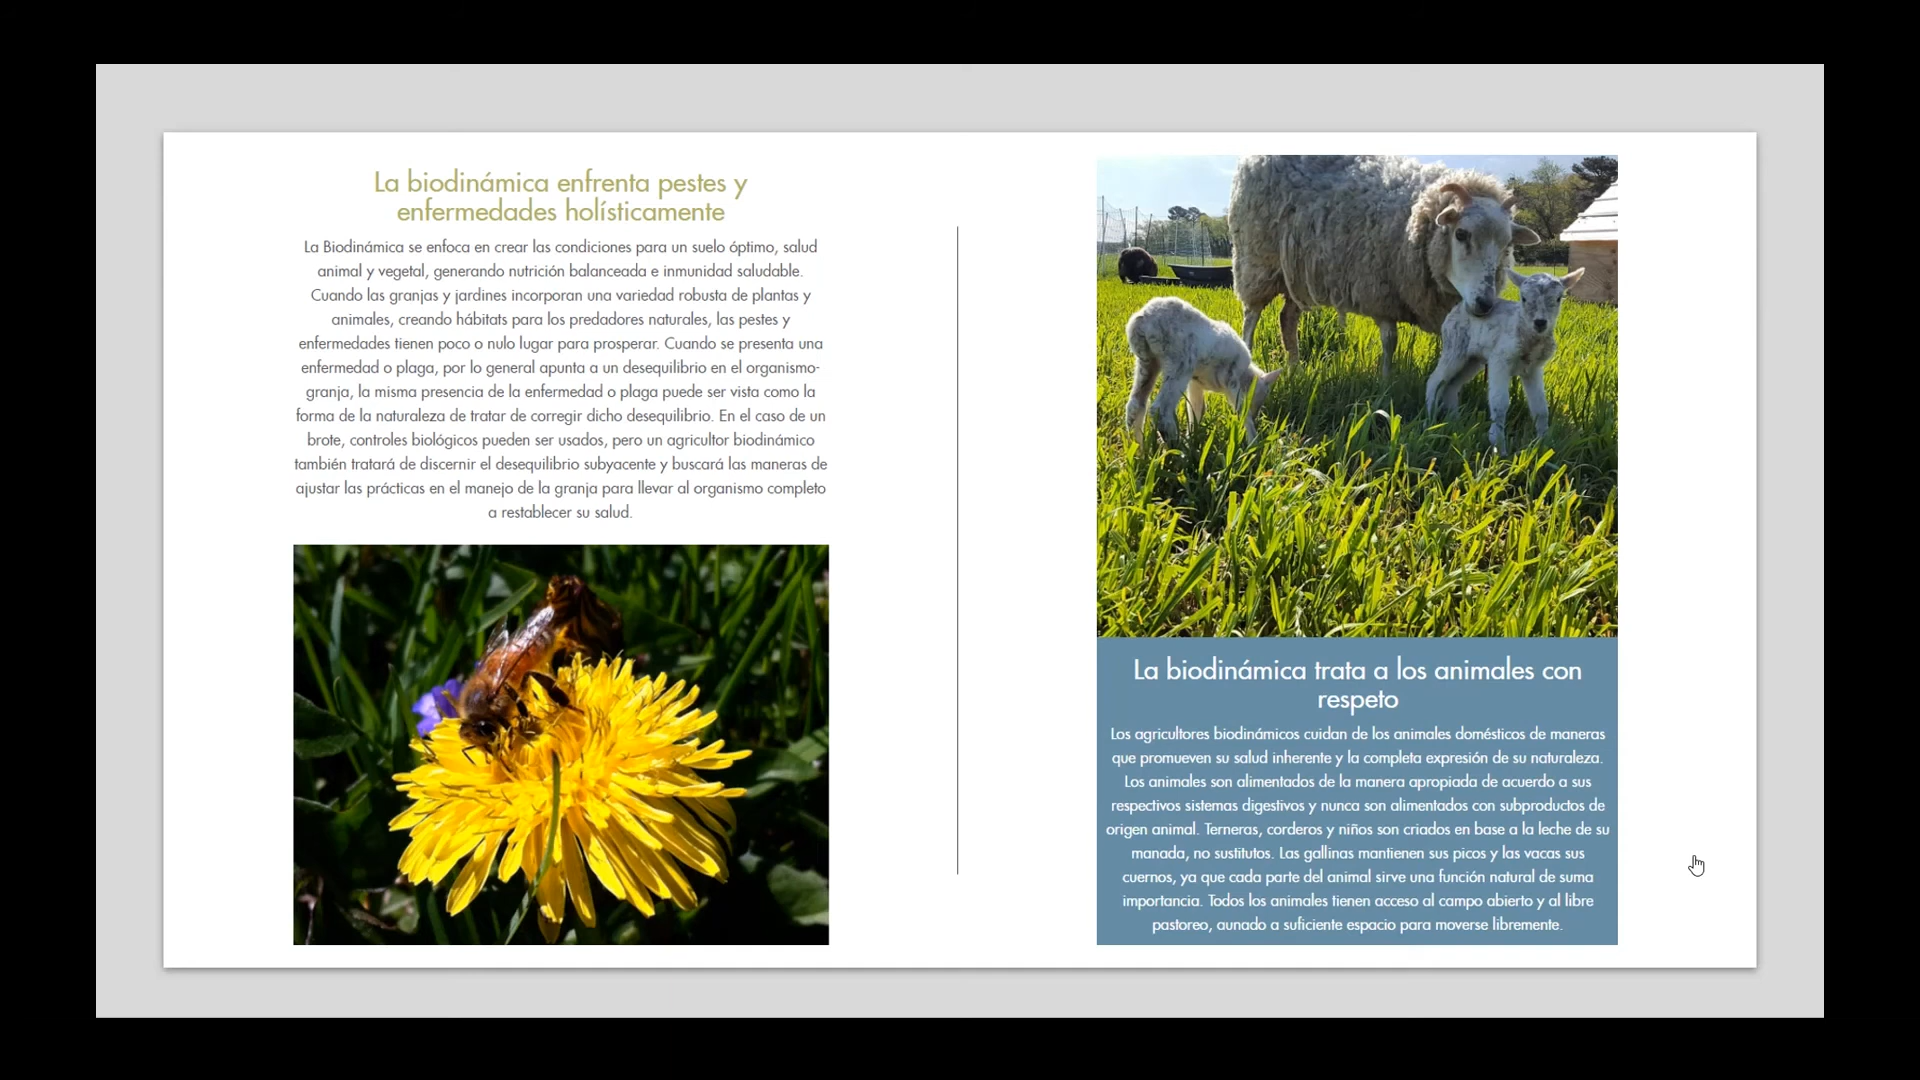 La biodinámica enfrenta pestes y
enfermedades holísticamente
La Biodinámica se enfoca en crear las condiciones para un suelo óptimo, salud
animal y vegetal, generando nutrición balanceada e inmunidad saludable.
Cuando las granjas y jardines incorporan una variedad robusta de plantas y
animales, creando hábitats para los predadores naturales, las pestes y
enfermedades tienen poco o nulo lugar para prosperar. Cuando se presenta una
enfermedad o plaga, por lo general apunta a un desequilibrio en el organismo-
granja, la misma presencia de la enfermedad o plaga puede ser vista como la
forma de la naturaleza de tratar de corregir dicho desequilibrio. En el caso de un
brote, controles biológicos pueden ser usados, pero un agricultor biodinámico
también tratará de discernir el desequilibrio subyacente y buscará las maneras de
ajustar las prácticas en el manejo de la granja para llevar al organismo completo
a restablecer su salud.
La biodinámica trata a los animales con
respeto
Los agricultores biodinámicos cuidan de los animales domésticos de maneras
que promueven su salud inherente y la completa expresión de su naturaleza.
Los animales son alimentados de la manera apropiada de acuerdo a sus
respectivos sistemas digestivos y nunca son alimentados con subproductos de
origen animal. Terneras, corderos y niños son criados en base a la leche de su
manada, no sustitutos. Las gallinas mantienen sus picos y las vacas sus
cuernos, ya que cada parte del animal sirve una función natural de suma
importancia. Todos los animales tienen acceso al campo abierto y al libre
pastoreo, aunado a suficiente espacio para moverse libremente.